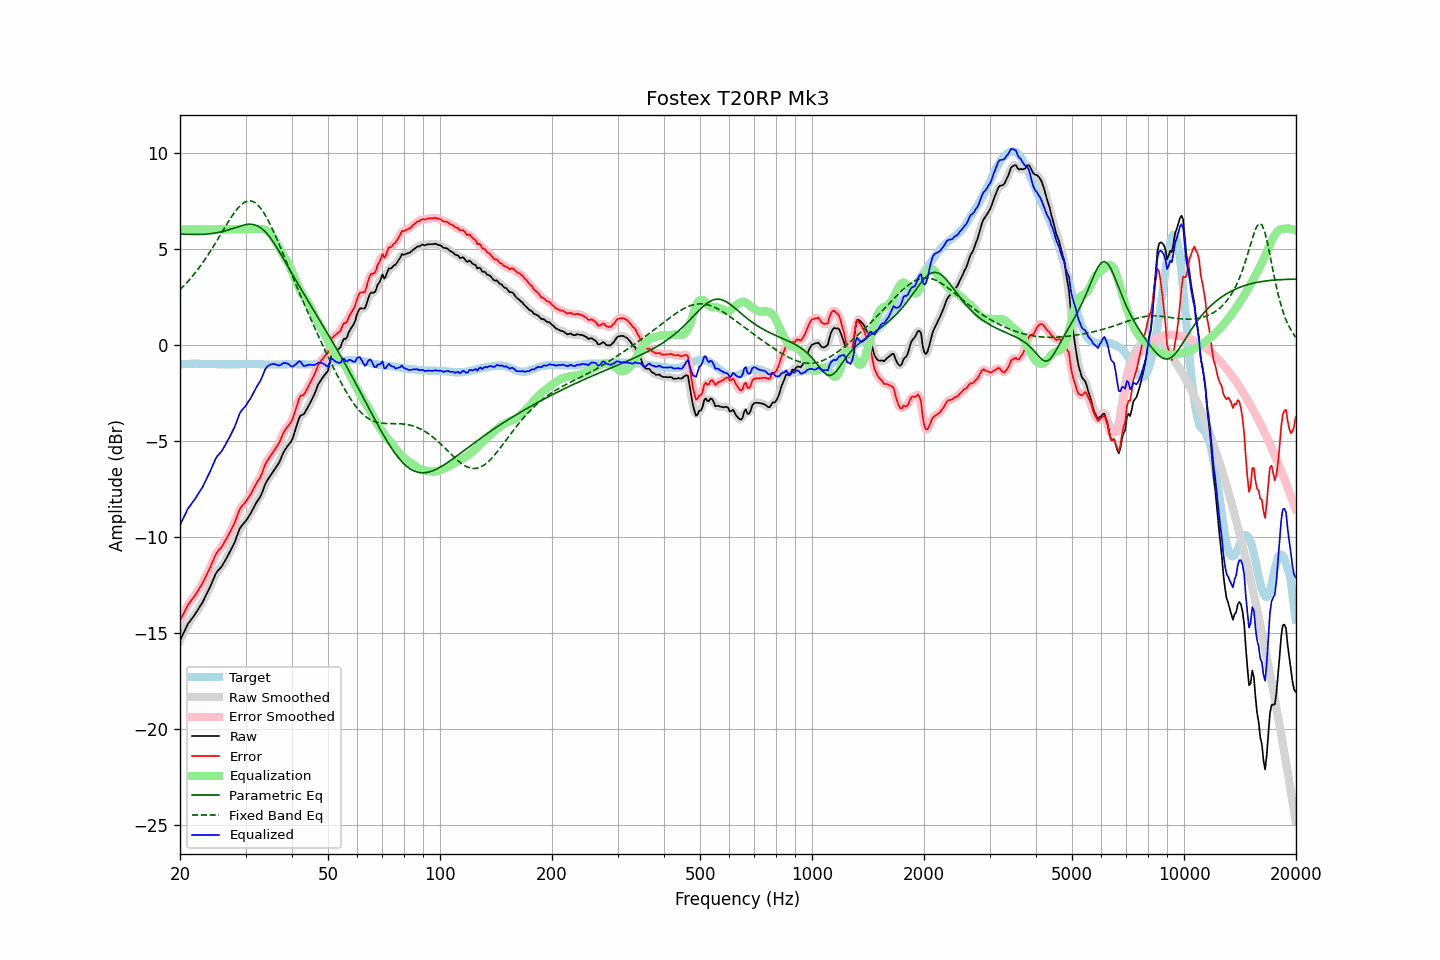 Fostex T20RP Mk3
Amplitude (dBr)
10
5
0
−5
−10
−15
−20
−25
Target
Raw Smoothed
Error Smoothed
Raw
Error
Equalization
Parametric Eq
Fixed Band Eq
Equalized
20 50 100 200 500 1000 2000 5000 10000 20000
Frequency (Hz)